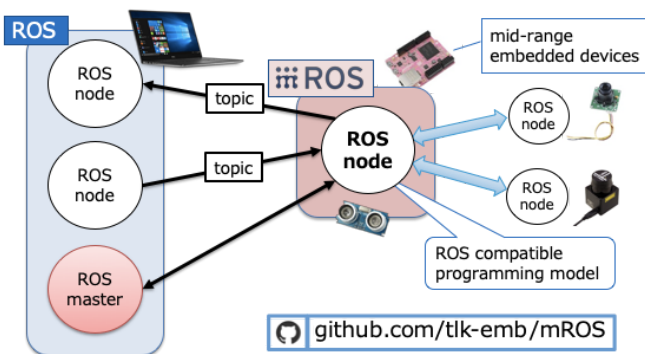 ROS
ROS
node
topic
ROS
node
topic
ROS
master
mROS
ROS
node
mid-range
embedded devices
ROS
node
ROS
node
ROS compatible
programming model
github.com/tlk-emb/mROS